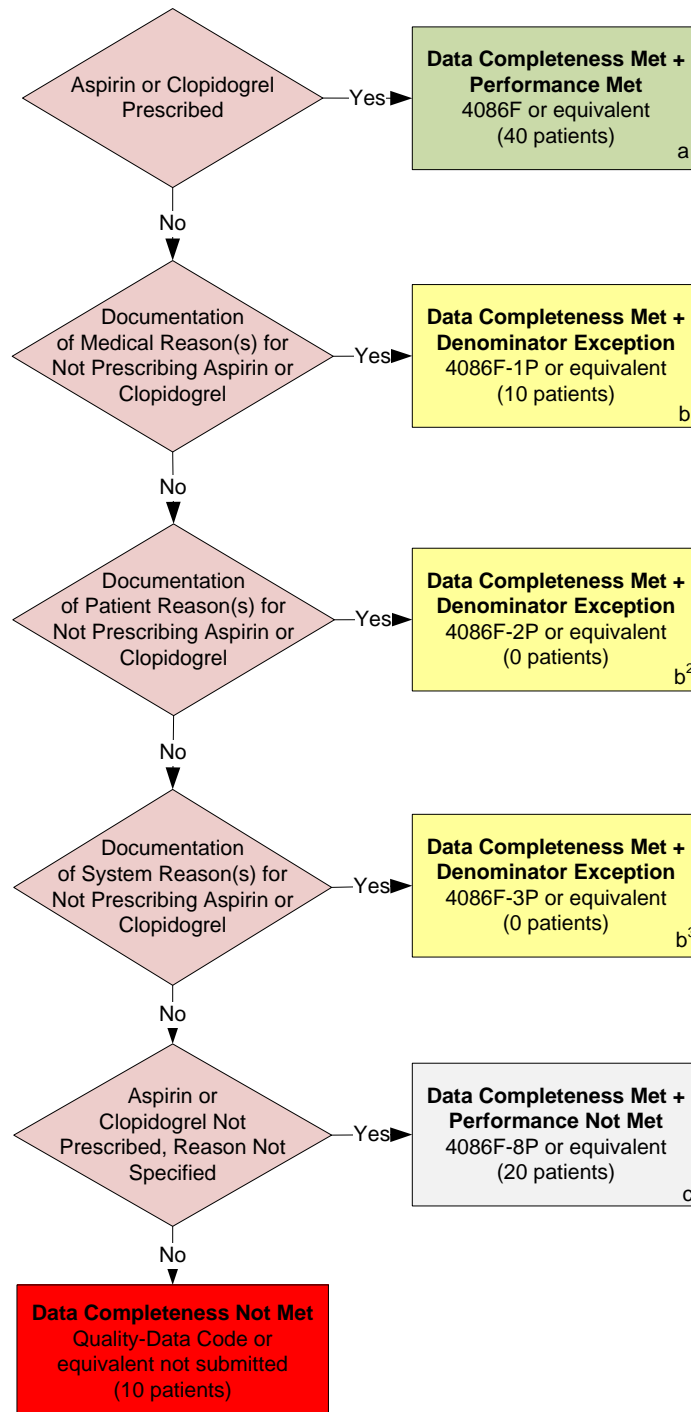 Aspirin or Clopidogrel
Prescribed
Yes
Data Completeness Met +
Performance Met
4086F or equivalent
(40 patients)
a
No
Documentation
of Medical Reason(s) for
Not Prescribing Aspirin or
Clopidogrel
Yes
Data Completeness Met +
Denominator Exception
4086F-1P or equivalent
(10 patients)
b
No
Documentation
of Patient Reason(s) for
Not Prescribing Aspirin or
Clopidogrel
Yes
Data Completeness Met +
Denominator Exception
4086F-2P or equivalent
(0 patients)
b²
No
Documentation
of System Reason(s) for
Not Prescribing Aspirin or
Clopidogrel
Yes
Data Completeness Met +
Denominator Exception
4086F-3P or equivalent
(0 patients)
b³
No
Aspirin or
Clopidogrel Not
Prescribed, Reason Not
Specified
Yes
Data Completeness Met +
Performance Not Met
4086F-8P or equivalent
(20 patients)
c
No
Data Completeness Not Met
Quality-Data Code or
equivalent not submitted
(10 patients)